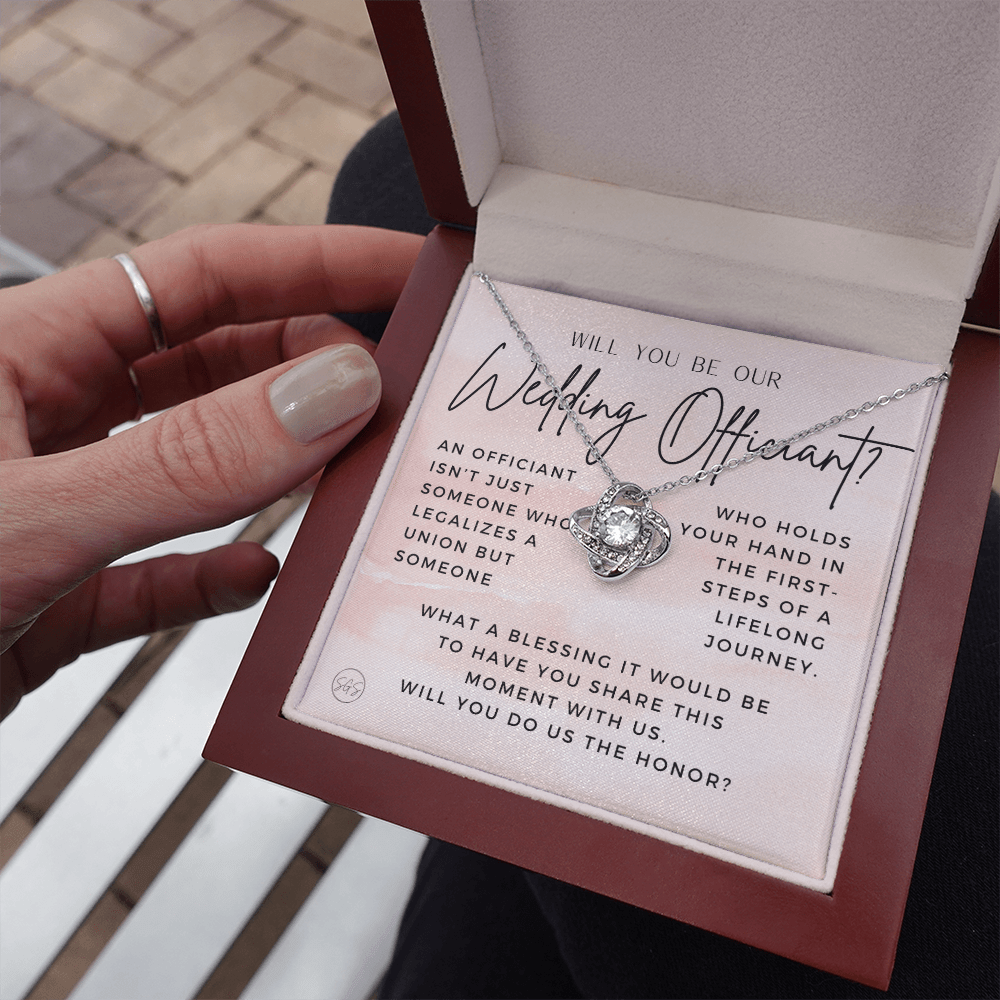 WILL YOU BE OUR
Wedding Officiant?
AN OFFICIANT
ISN'T JUST
SOMEONE WHO
LEGALIZES A
UNION BUT
SOMEONE
WHO HOLDS
YOUR HAND IN
THE FIRST-
STEPS OF A
LIFELONG
JOURNEY.
WHAT A BLESSING IT WOULD BE
TO HAVE YOU SHARE THIS
MOMENT WITH US.
WILL YOU DO US THE HONOR?
SGS